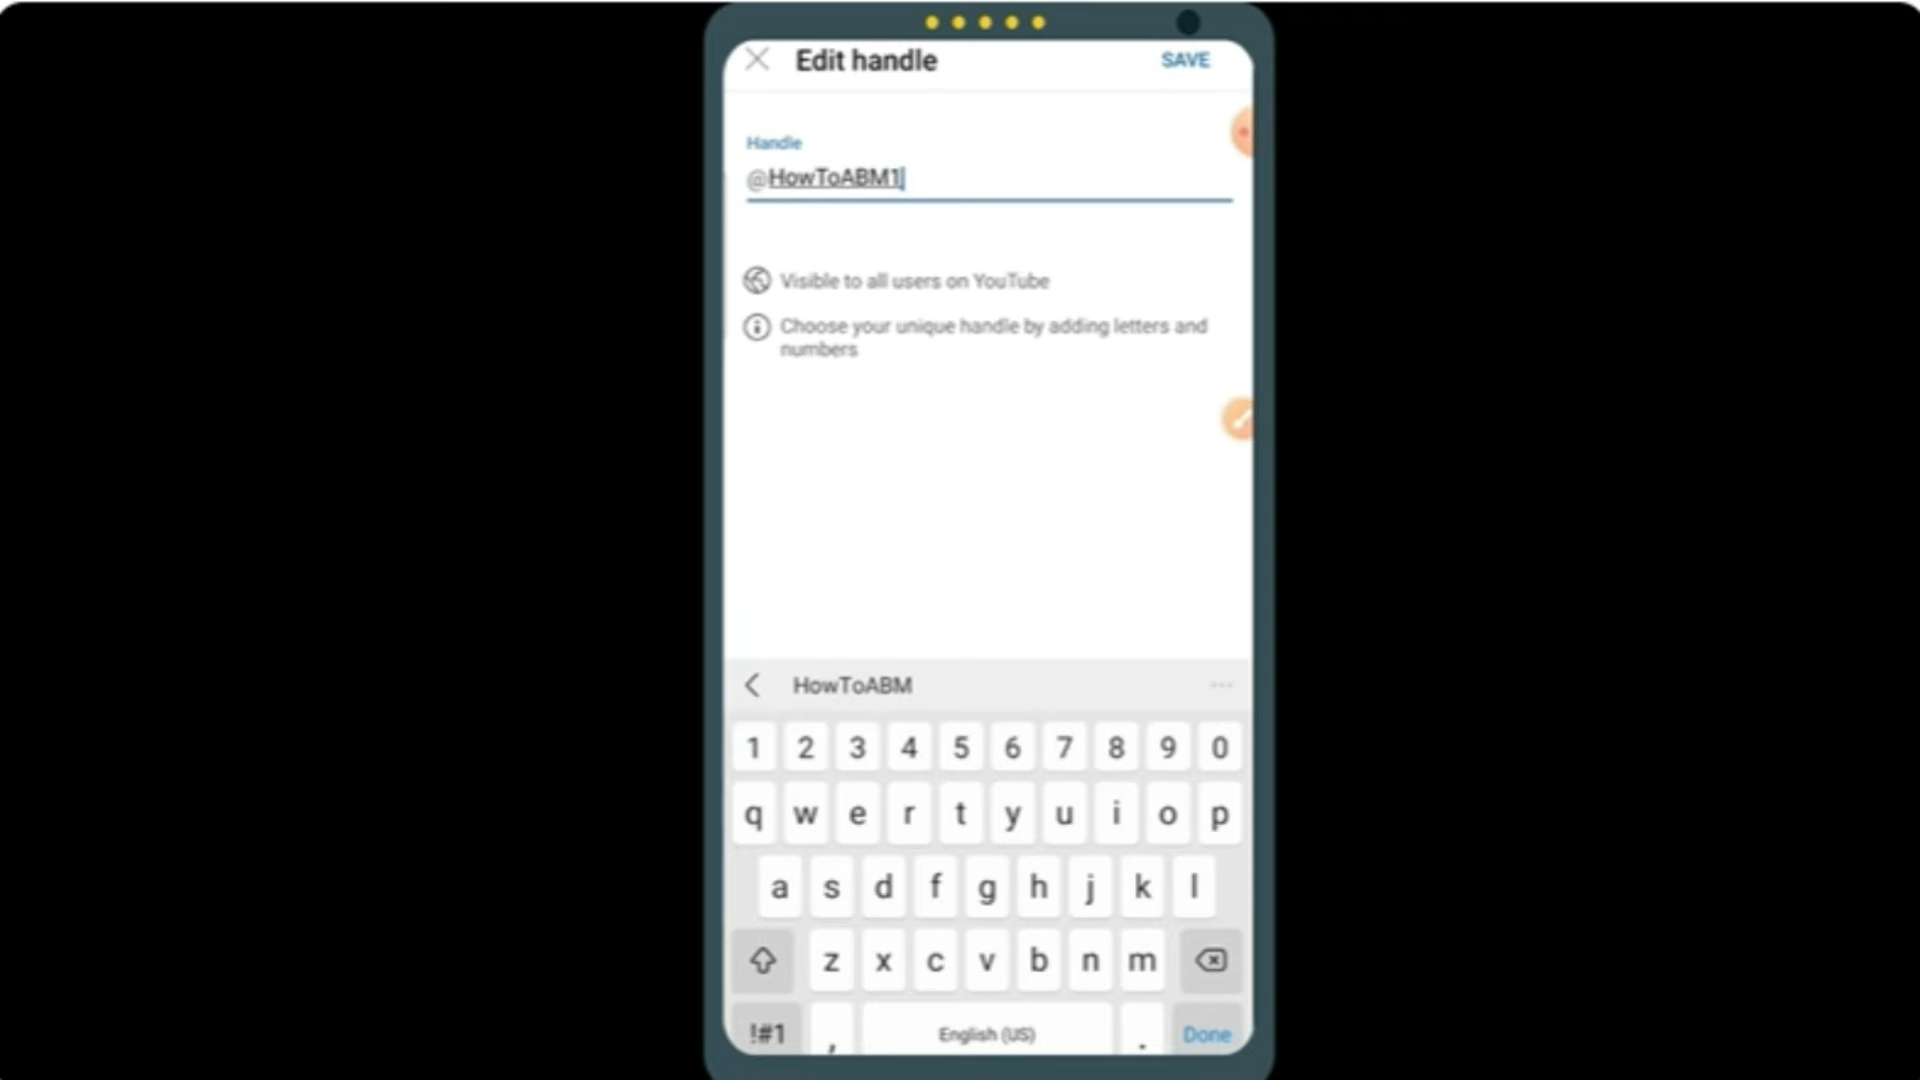 Edit handle SAVE
Handle
@HowToABM1
Visible to all users on YouTube
Choose your unique handle by adding letters and
numbers
HowToABM ...
1 2 3 4 5 6 7 8 9 0
q w e r t y u i o p
a s d f g h j k l
z x c v b n m
!#1 , English (US) . Done